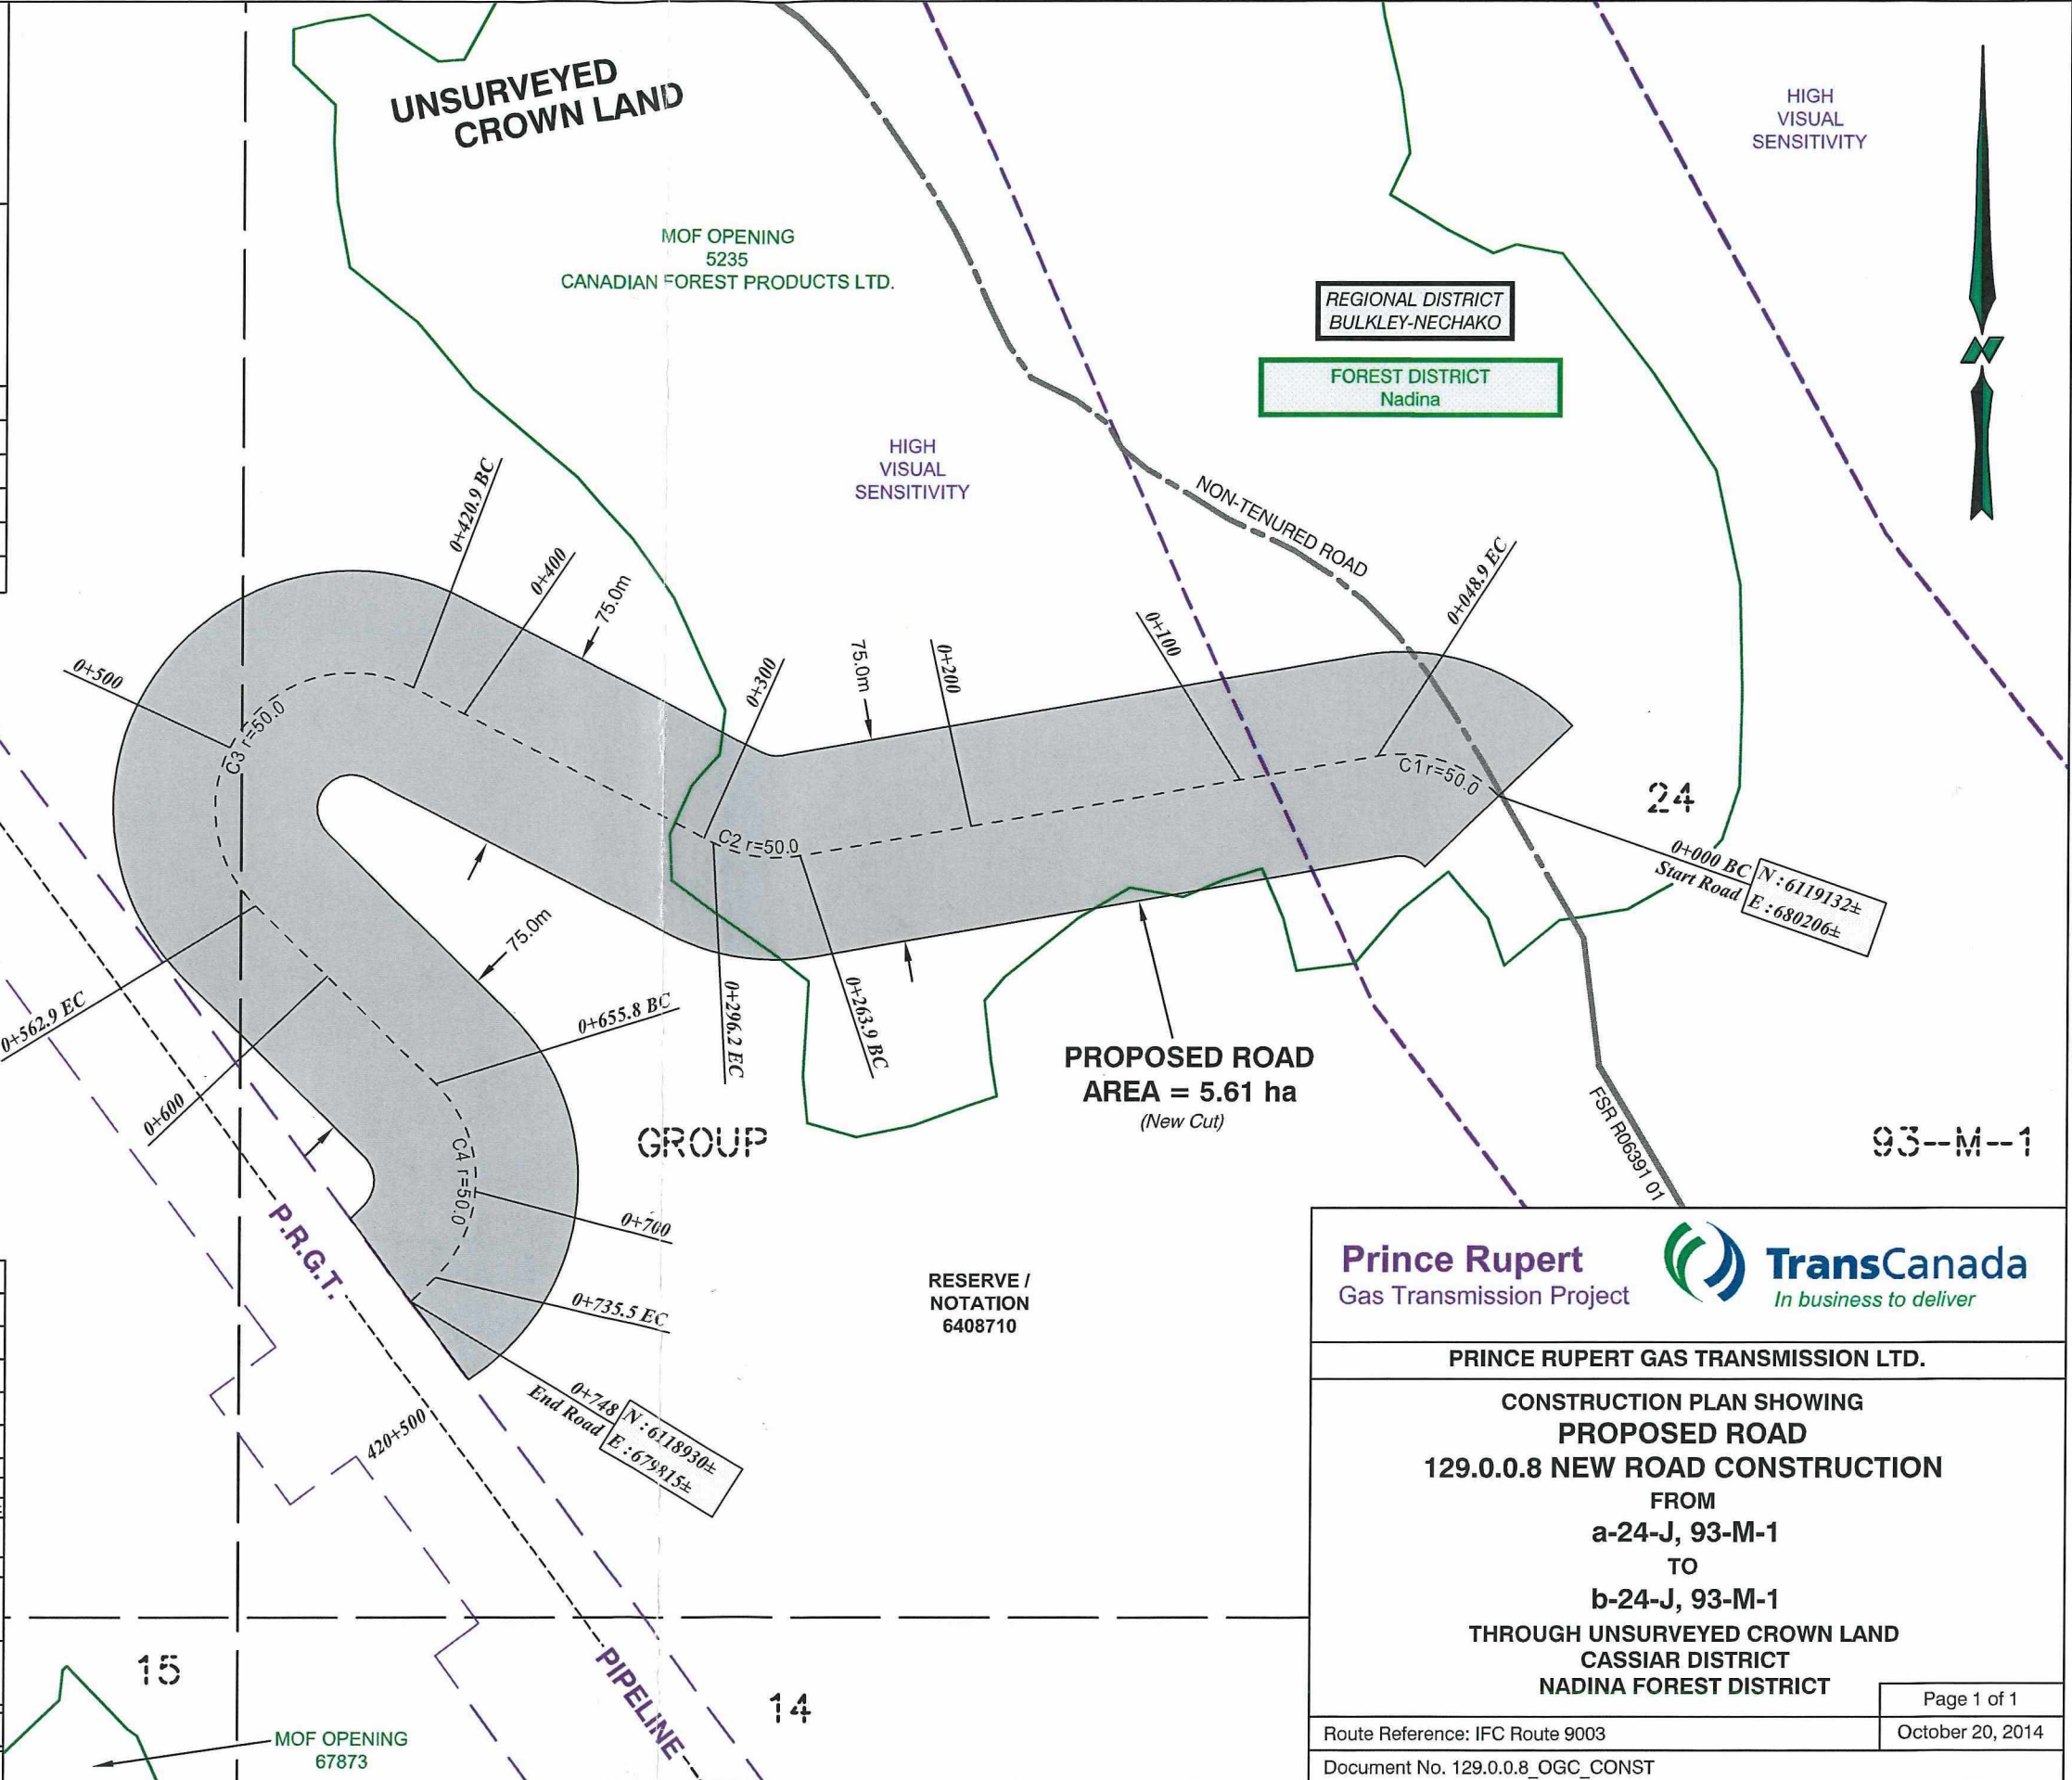 UNSURVEYED
CROWN LAND
HIGH
VISUAL
SENSITIVITY
MOF OPENING
5235
CANADIAN FOREST PRODUCTS LTD.
REGIONAL DISTRICT
BULKLEY-NECHAKO
N
FOREST DISTRICT
Nadina
HIGH
VISUAL
SENSITIVITY
NON-TENURED ROAD
0+420.9 BC
0+400
75.0m
0+048.9 EC
0+500
0+300
75.0m
0+200
0+100
C3 r=50.0
C1 r=50.0
24
C2 r=50.0
0+000 BC
Start Road
N : 6119132±
E : 680206±
75.0m
0+562.9 EC
0+655.8 BC
0+296.2 EC
0+263.9 BC
PROPOSED ROAD
AREA = 5.61 ha
(New Cut)
0+600
GROUP
C4 r=50.0
FSR R06391 01
93--M--1
0+700
P.R.G.T.
0+735.5 EC
RESERVE /
NOTATION
6408710
0+748
End Road
N : 6118930±
E : 679815±
420+500
PIPELINE
15
14
MOF OPENING
67873
Prince Rupert
Gas Transmission Project
TransCanada
In business to deliver
PRINCE RUPERT GAS TRANSMISSION LTD.
CONSTRUCTION PLAN SHOWING
PROPOSED ROAD
129.0.0.8 NEW ROAD CONSTRUCTION
FROM
a-24-J, 93-M-1
TO
b-24-J, 93-M-1
THROUGH UNSURVEYED CROWN LAND
CASSIAR DISTRICT
NADINA FOREST DISTRICT
Page 1 of 1
Route Reference: IFC Route 9003
October 20, 2014
Document No. 129.0.0.8_OGC_CONST